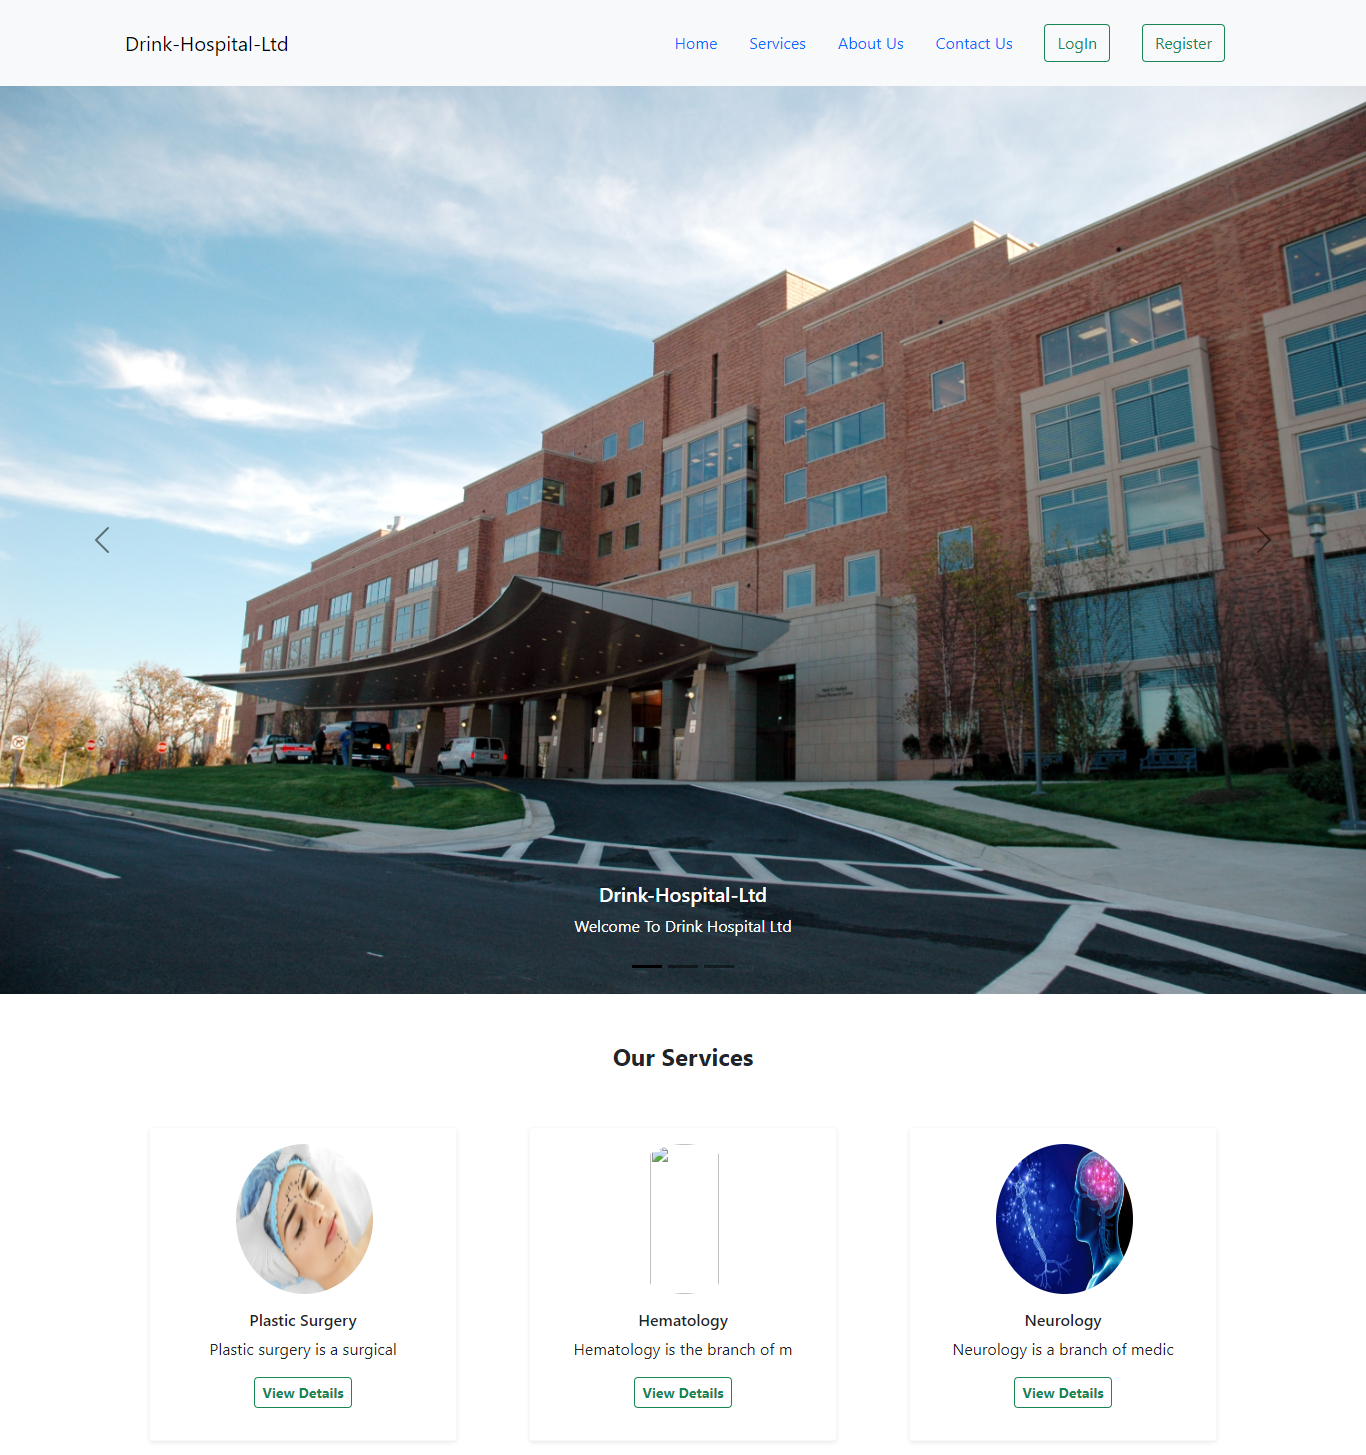 Drink-Hospital-Ltd
Home Services About Us Contact Us LogIn Register
Drink-Hospital-Ltd
Welcome To Drink Hospital Ltd
Our Services
Plastic Surgery
Plastic surgery is a surgical
View Details
Hematology
Hematology is the branch of m
View Details
Neurology
Neurology is a branch of medic
View Details